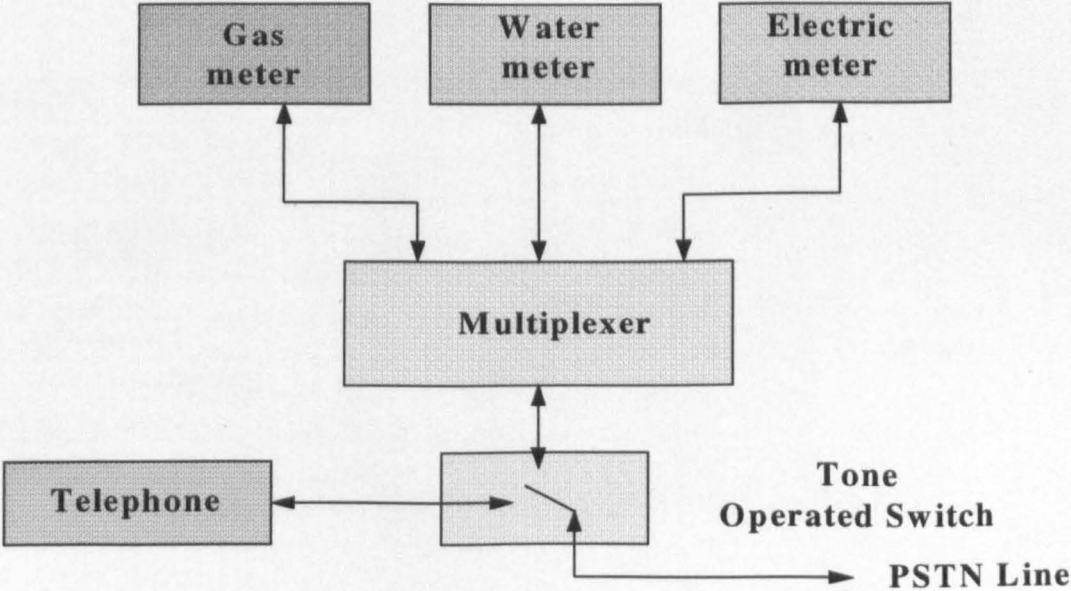 Gas
meter
Water
meter
Electric
meter
Multiplexer
Telephone
Tone
Operated Switch
PSTN Line